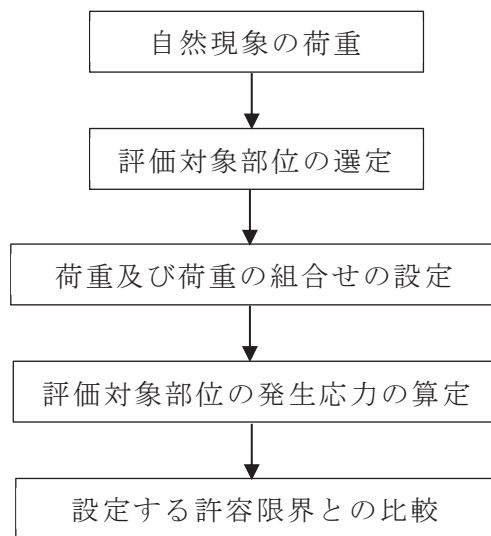 自然現象の荷重
評価対象部位の選定
荷重及び荷重の組合せの設定
評価対象部位の発生応力の算定
設定する許容限界との比較